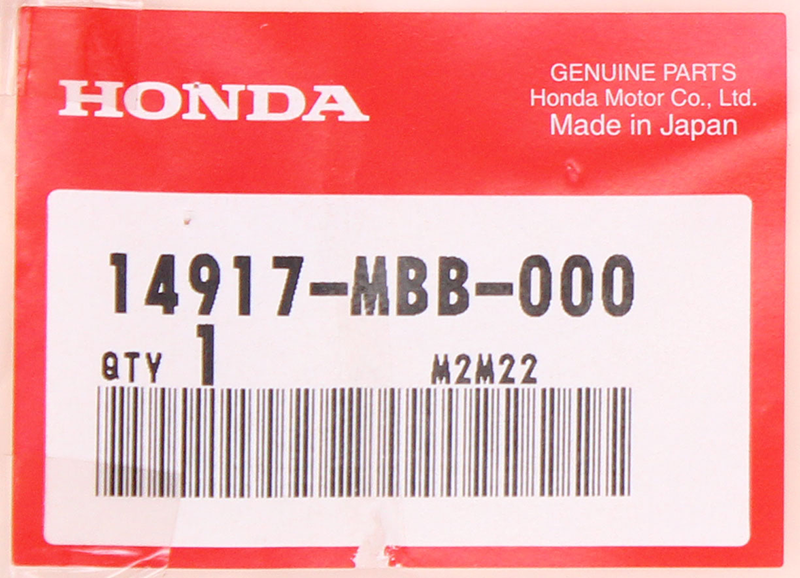 HONDA
GENUINE PARTS
Honda Motor Co., Ltd.
Made in Japan
14917-MBB-000
QTY 1 M2M22